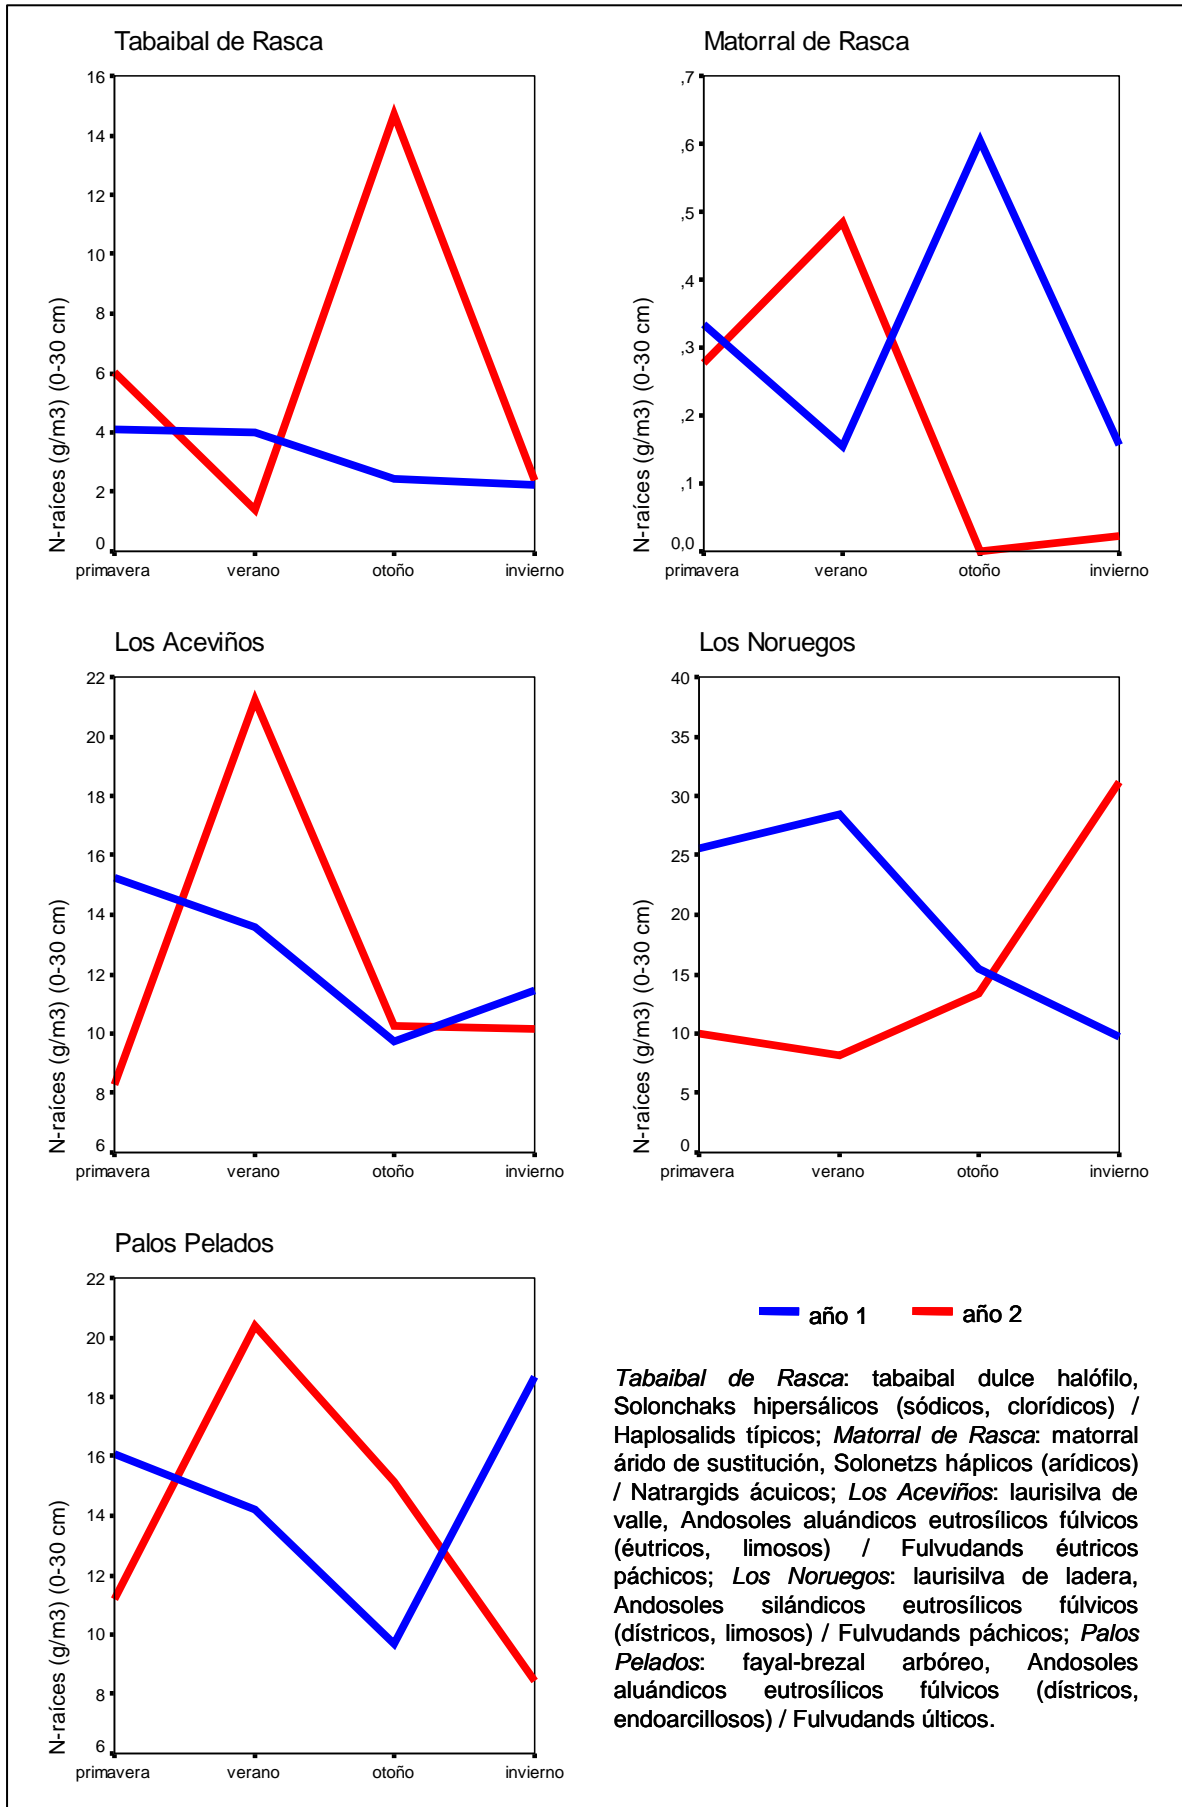 Tabaibal de Rasca
16
14
12
10
8
6
4
2
0
N-raíces (g/m3) (0-30 cm)
primavera verano otoño invierno
Matorral de Rasca
,7
,6
,5
,4
,3
,2
,1
0,0
N-raíces (g/m3) (0-30 cm)
primavera verano otoño invierno
Los Aceviños
22
20
18
16
14
12
10
8
6
N-raíces (g/m3) (0-30 cm)
primavera verano otoño invierno
Los Noruegos
40
35
30
25
20
15
10
5
0
N-raíces (g/m3) (0-30 cm)
primavera verano otoño invierno
Palos Pelados
22
20
18
16
14
12
10
8
6
N-raíces (g/m3) (0-30 cm)
primavera verano otoño invierno
año 1 año 2
Tabaibal de Rasca: tabaibal dulce halófilo,
Solonchaks hipersálicos (sódicos, clorídicos) /
Haplosalids típicos; Matorral de Rasca: matorral
árido de sustitución, Solonetzs háplicos (arídicos)
/ Natrargids ácuicos; Los Aceviños: laurisilva de
valle, Andosoles aluándicos eutrosílicos fúlvicos
(éutricos, limosos) / Fulvudands éutricos
páchicos; Los Noruegos: laurisilva de ladera,
Andosoles silándicos eutrosílicos fúlvicos
(dístricos, limosos) / Fulvudands páchicos; Palos
Pelados: fayal-brezal arbóreo, Andosoles
aluándicos eutrosílicos fúlvicos (dístricos,
endoarcillosos) / Fulvudands últicos.